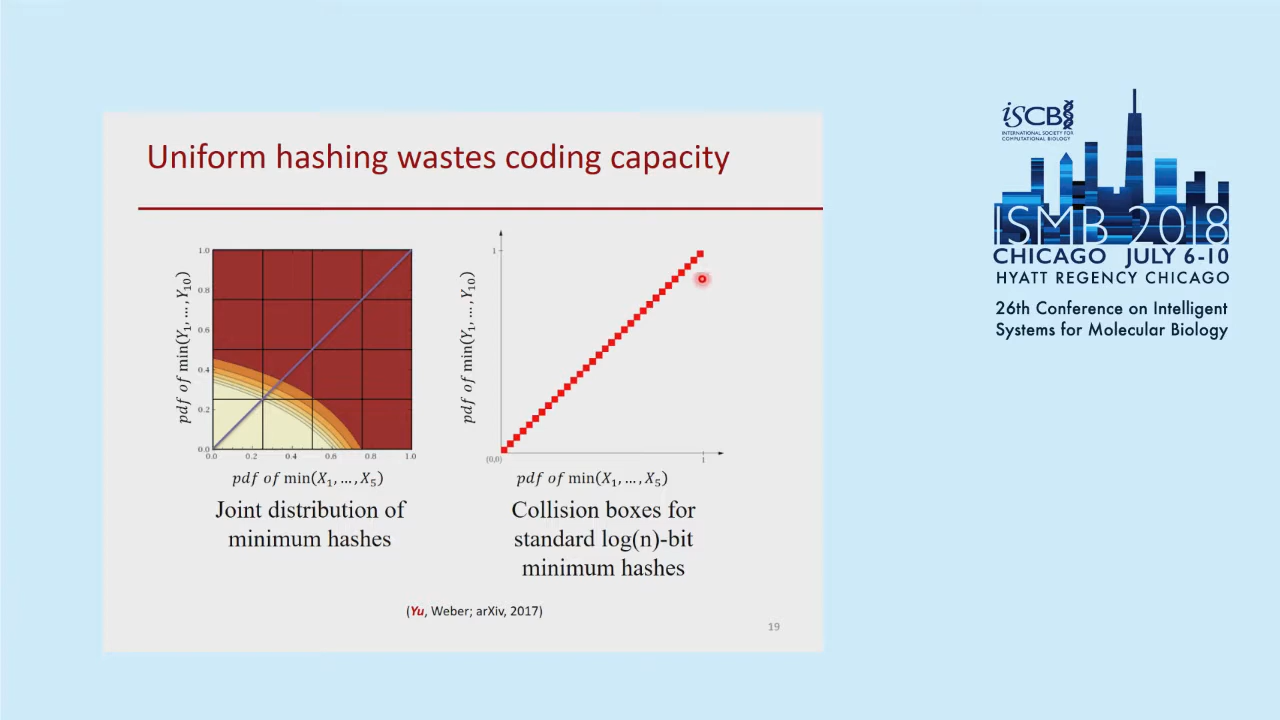 Uniform hashing wastes coding capacity
pdf of min(Y₁, ..., Y₁₀)
1.0
0.8
0.6
0.4
0.2
0.0
0.0 0.2 0.4 0.6 0.8 1.0
pdf of min(X₁, ..., X₅)
Joint distribution of
minimum hashes
pdf of min(Y₁, ..., Y₁₀)
1
(0,0)
1
pdf of min(X₁, ..., X₅)
Collision boxes for
standard log(n)-bit
minimum hashes
(Yu, Weber; arXiv, 2017)
19
iSCB
INTERNATIONAL SOCIETY FOR
COMPUTATIONAL BIOLOGY
ISMB 2018
CHICAGO JULY 6-10
HYATT REGENCY CHICAGO
26th Conference on Intelligent
Systems for Molecular Biology